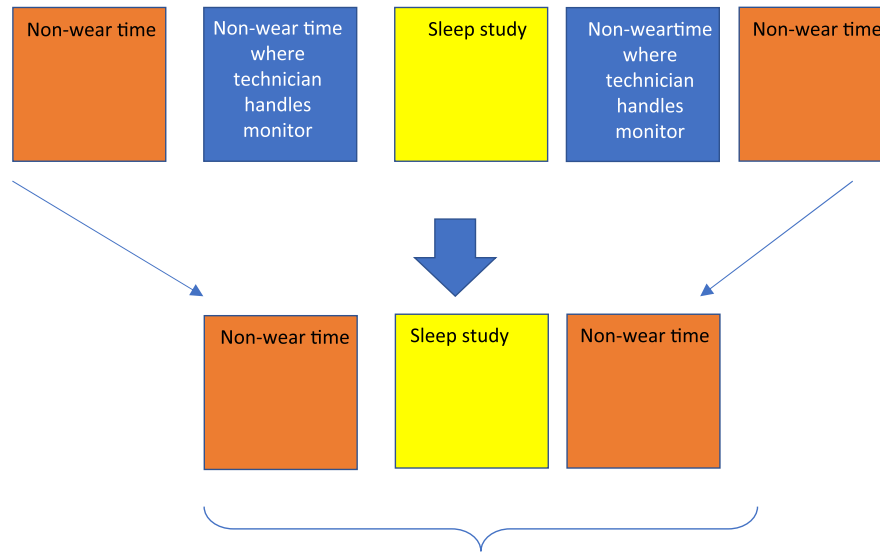 Non-wear time
Non-wear time
where
technician
handles
monitor
Sleep study
Non-weartime
where
technician
handles
monitor
Non-wear time
Non-wear time
Sleep study
Non-wear time